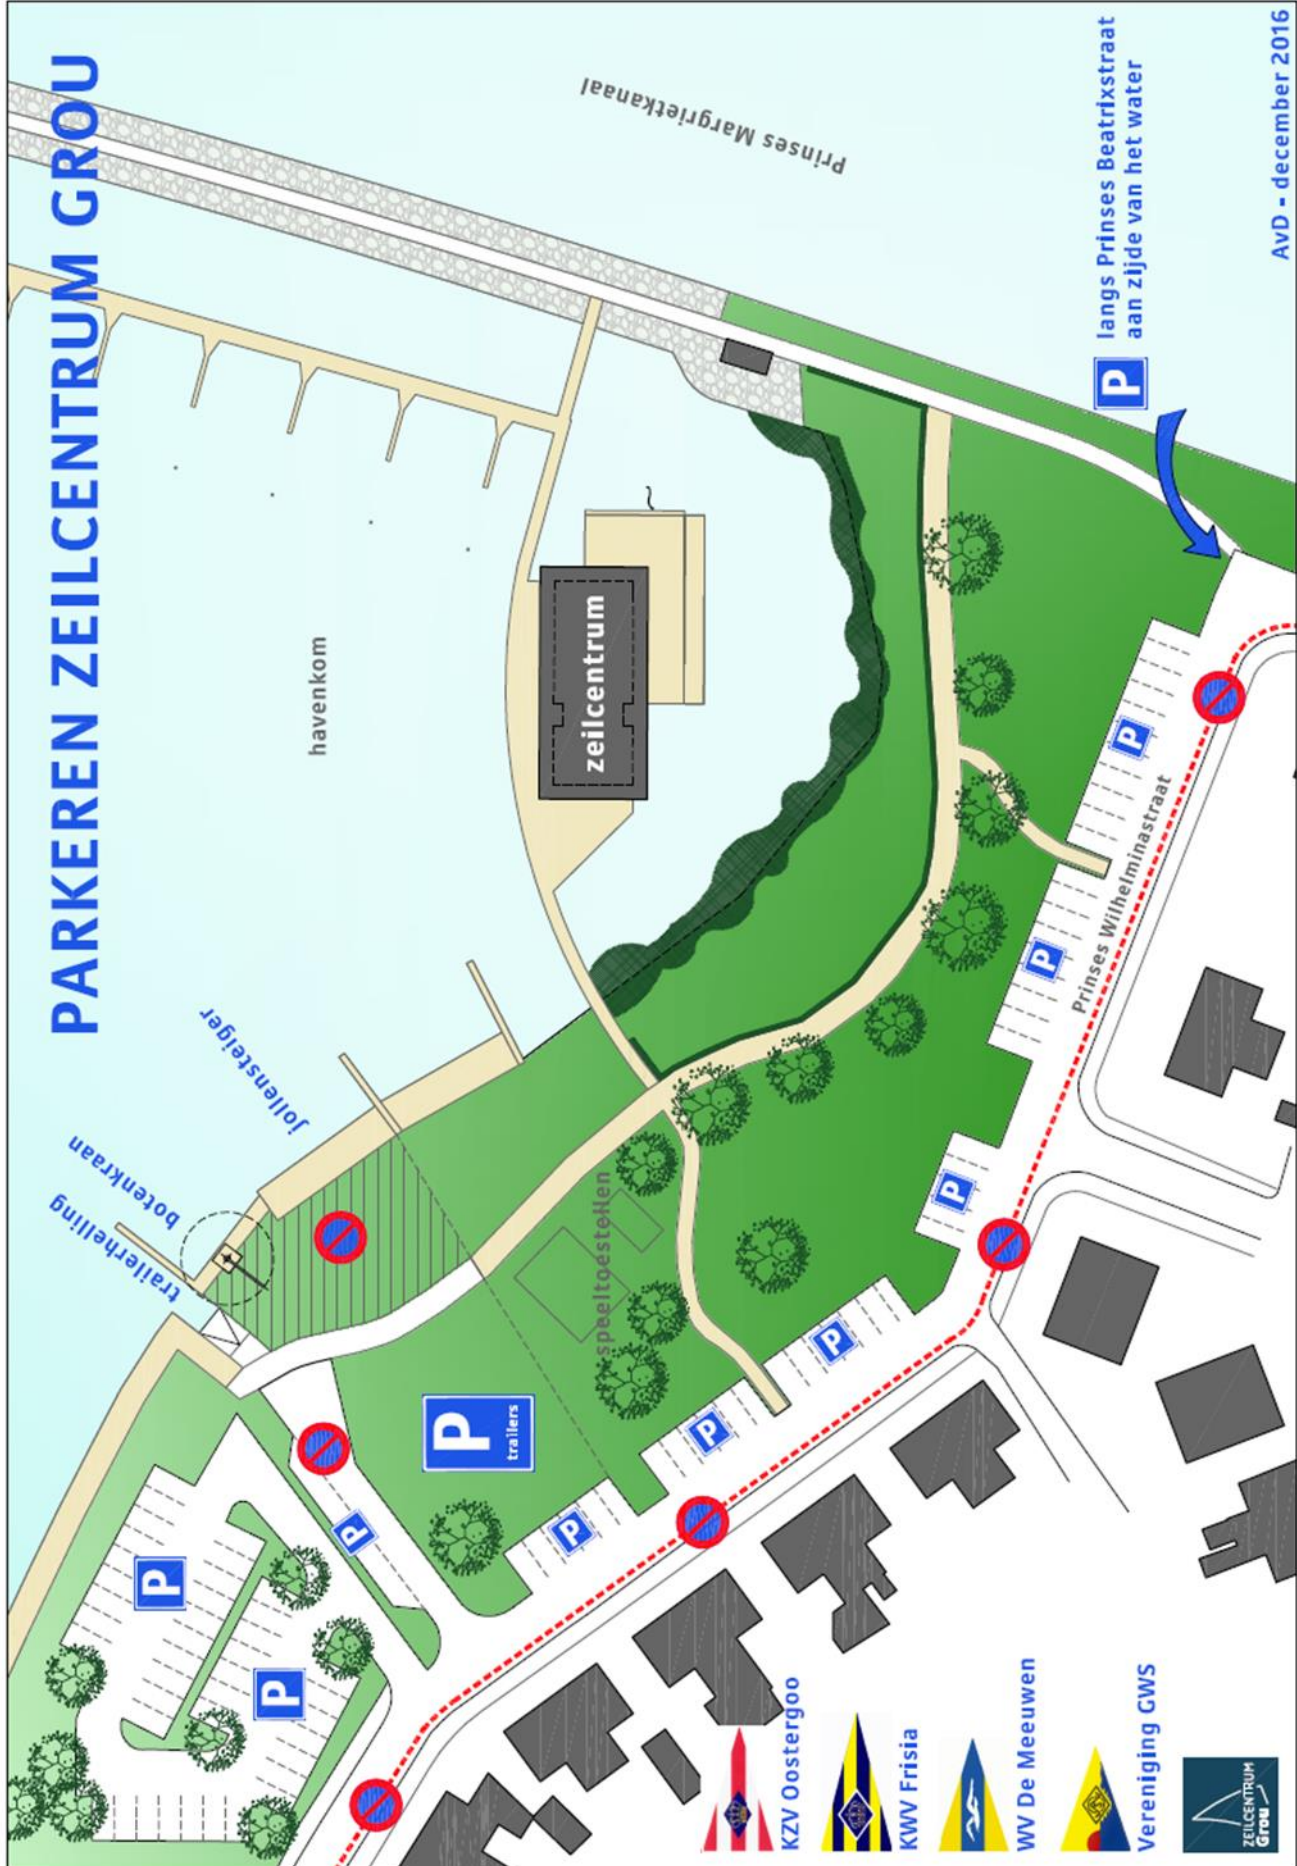 PARKEREN ZEILCENTRUM GROU
Prinses Margrietkanaal
havenkom
zeilcentrum
jollensteiger
botenkraan
trailerhelling
speeltoestellen
P
trailers
P
P
P
P
P
P
P
P
P
Prinses Wilhelminastraat
P
langs Prinses Beatrixstraat
aan zijde van het water
KZV Oostergoo
KWV Frisia
WV De Meeuwen
Vereniging GWS
ZEILCENTRUM
Grou
AvD - december 2016